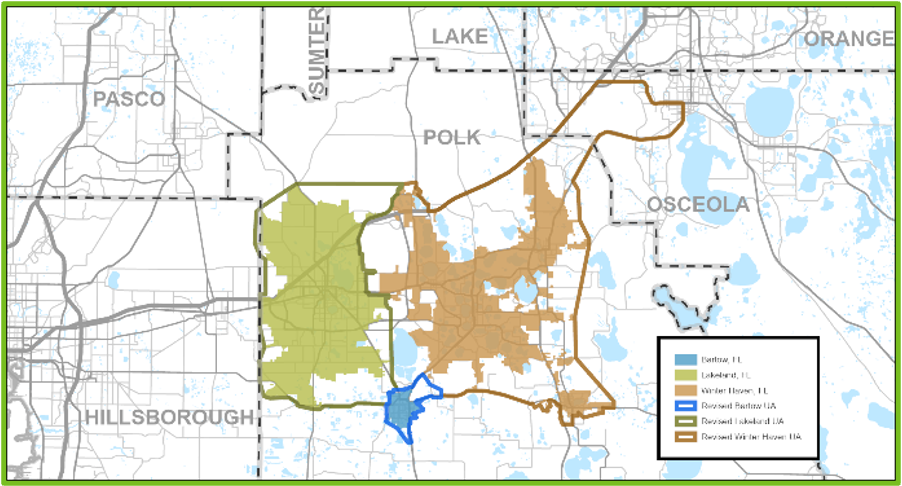 SUMTER
LAKE
ORANGE
PASCO
POLK
OSCEOLA
HILLSBOROUGH
Bartow, FL
Lakeland, FL
Winter Haven, FL
Revised Bartow UA
Revised Lakeland UA
Revised Winter Haven UA